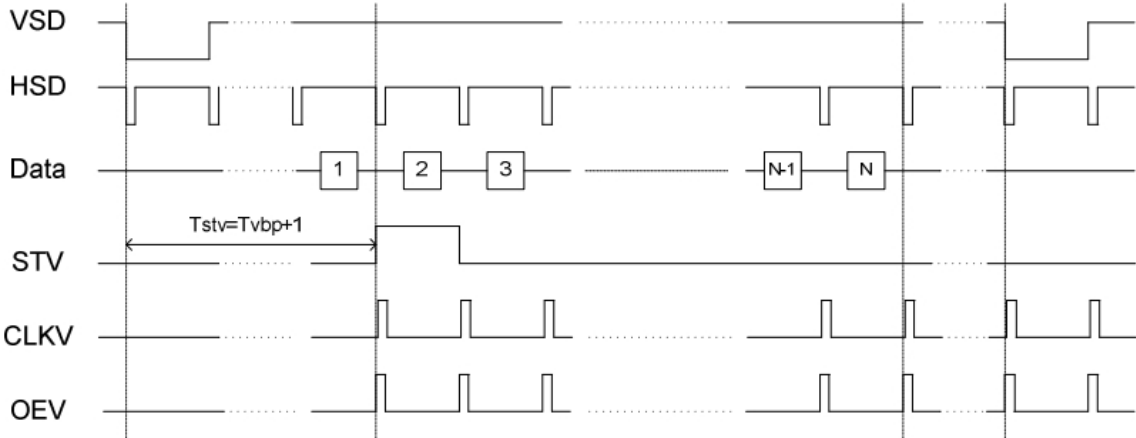 VSD
HSD
Data
1
2
3
N-1
N
Tstv=Tvbp+1
STV
CLKV
OEV